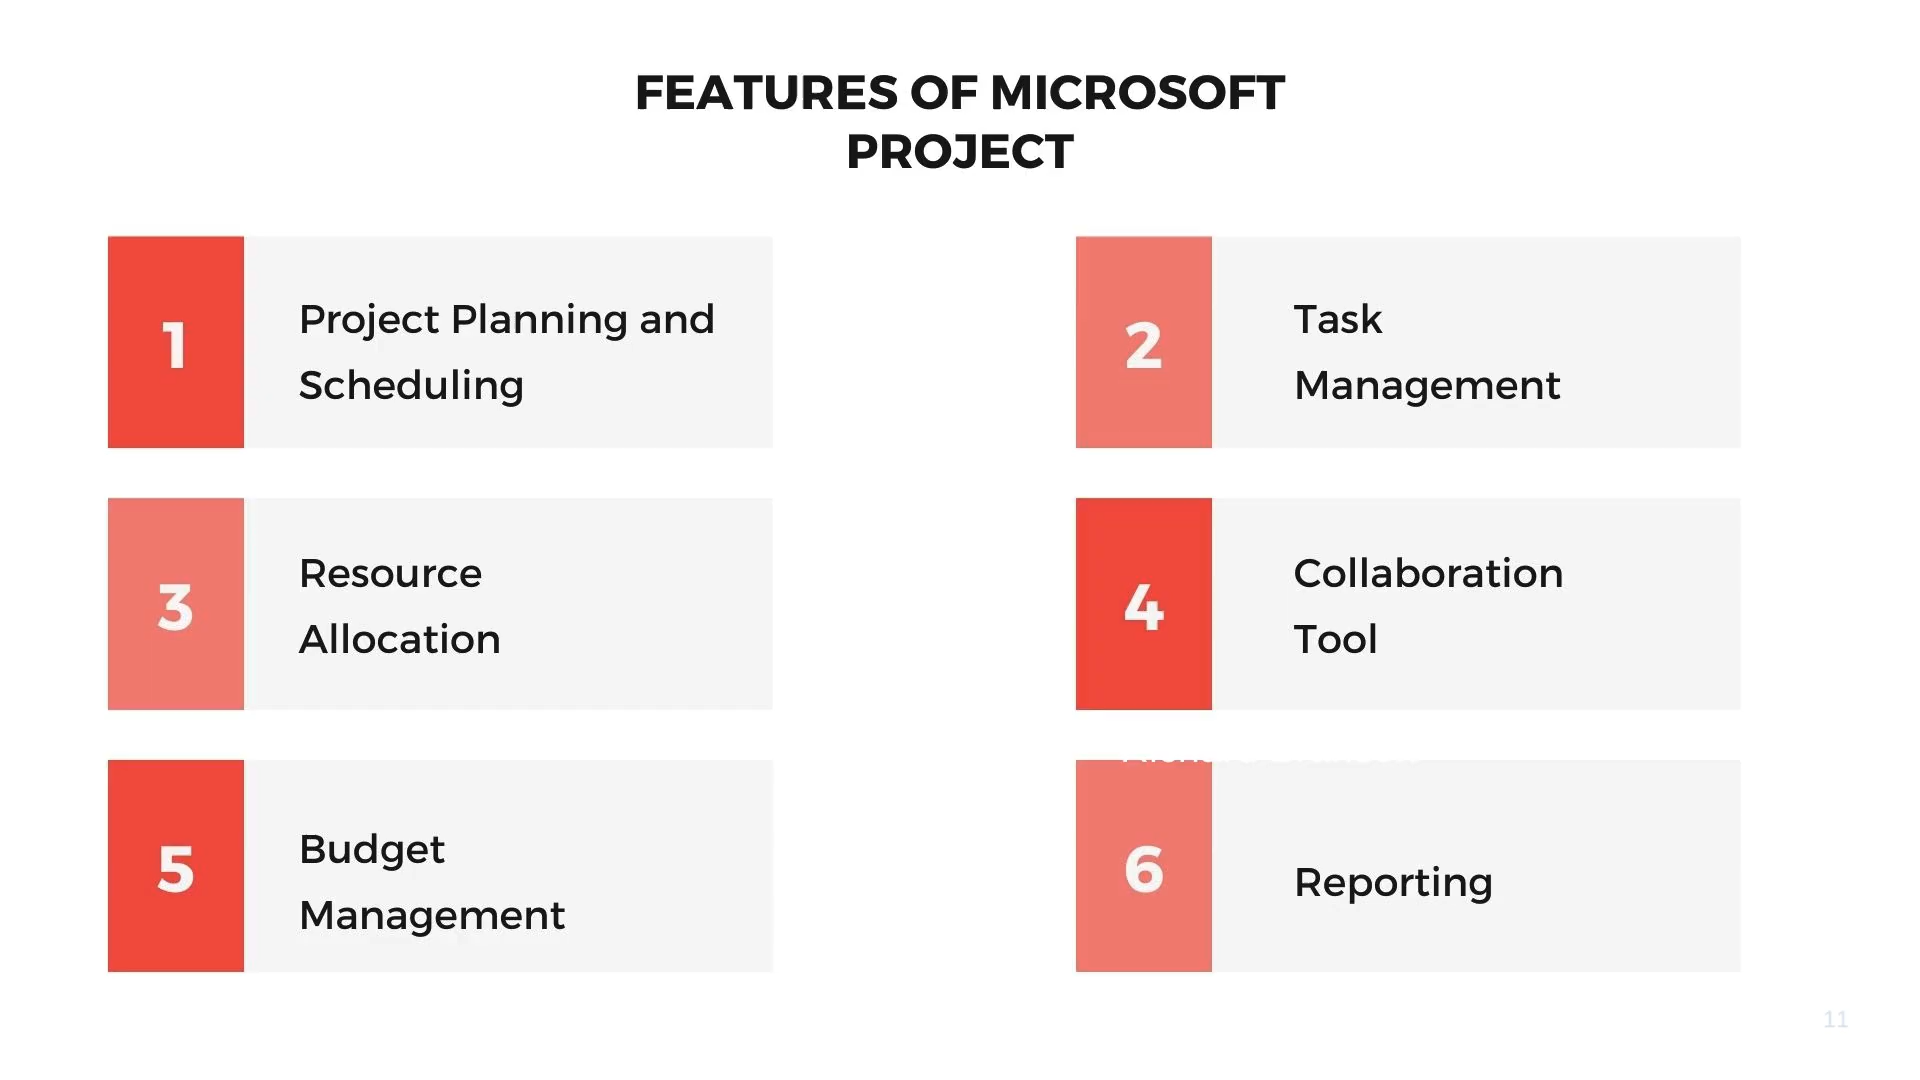 FEATURES OF MICROSOFT
PROJECT
1
Project Planning and
Scheduling
2
Task
Management
3
Resource
Allocation
4
Collaboration
Tool
5
Budget
Management
6
Reporting
11